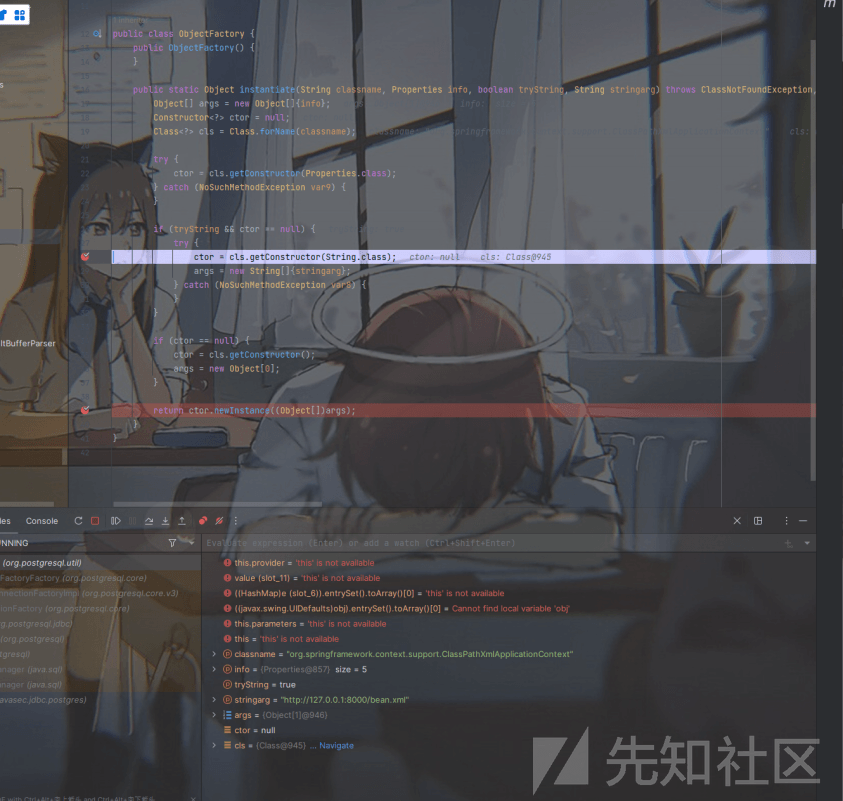 m
public class ObjectFactory {
public ObjectFactory() {
}
s
public static Object instantiate(String classname, Properties info, boolean tryString, String stringarg) throws ClassNotFoundException,
Object[] args = new Object[]{info};
Constructor<?> ctor = null;
Class<?> cls = Class.forName(classname);
try {
ctor = cls.getConstructor(Properties.class);
} catch (NoSuchMethodException var9) {
}
if (tryString && ctor == null) {
try {
ctor = cls.getConstructor(String.class); ctor: null cls: Class@945
args = new String[]{stringarg};
} catch (NoSuchMethodException var8) {
}
}
ltBufferParser
if (ctor == null) {
ctor = cls.getConstructor();
args = new Object[0];
}
return ctor.newInstance((Object[])args);
}
}
les Console
NNING
Evaluate expression (Enter) or add a watch (Ctrl+Shift+Enter)
(org.postgresql.util)
FactoryFactory (org.postgresql.core)
nnectionFactoryImpl (org.postgresql.core.v3)
ionFactory (org.postgresql.core)
rg.postgresql.jdbc)
(org.postgresql)
tgresql)
anager (java.sql)
anager (java.sql)
avasec.jdbc.postgres)
this.provider = 'this' is not available
value (slot_11) = 'this' is not available
((HashMap)e (slot_6)).entrySet().toArray()[0] = 'this' is not available
((javax.swing.UIDefaults)obj).entrySet().toArray()[0] = Cannot find local variable 'obj'
this.parameters = 'this' is not available
this = 'this' is not available
classname = "org.springframework.context.support.ClassPathXmlApplicationContext"
info = {Properties@857} size = 5
tryString = true
stringarg = "http://127.0.0.1:8000/bean.xml"
args = {Object[1]@946}
ctor = null
cls = {Class@945} ... Navigate
先知社区